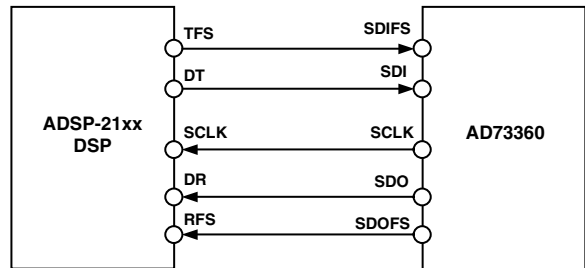 TFS
SDIFS
DT
SDI
ADSP-21xx
DSP
SCLK
SCLK
AD73360
DR
SDO
RFS
SDOFS